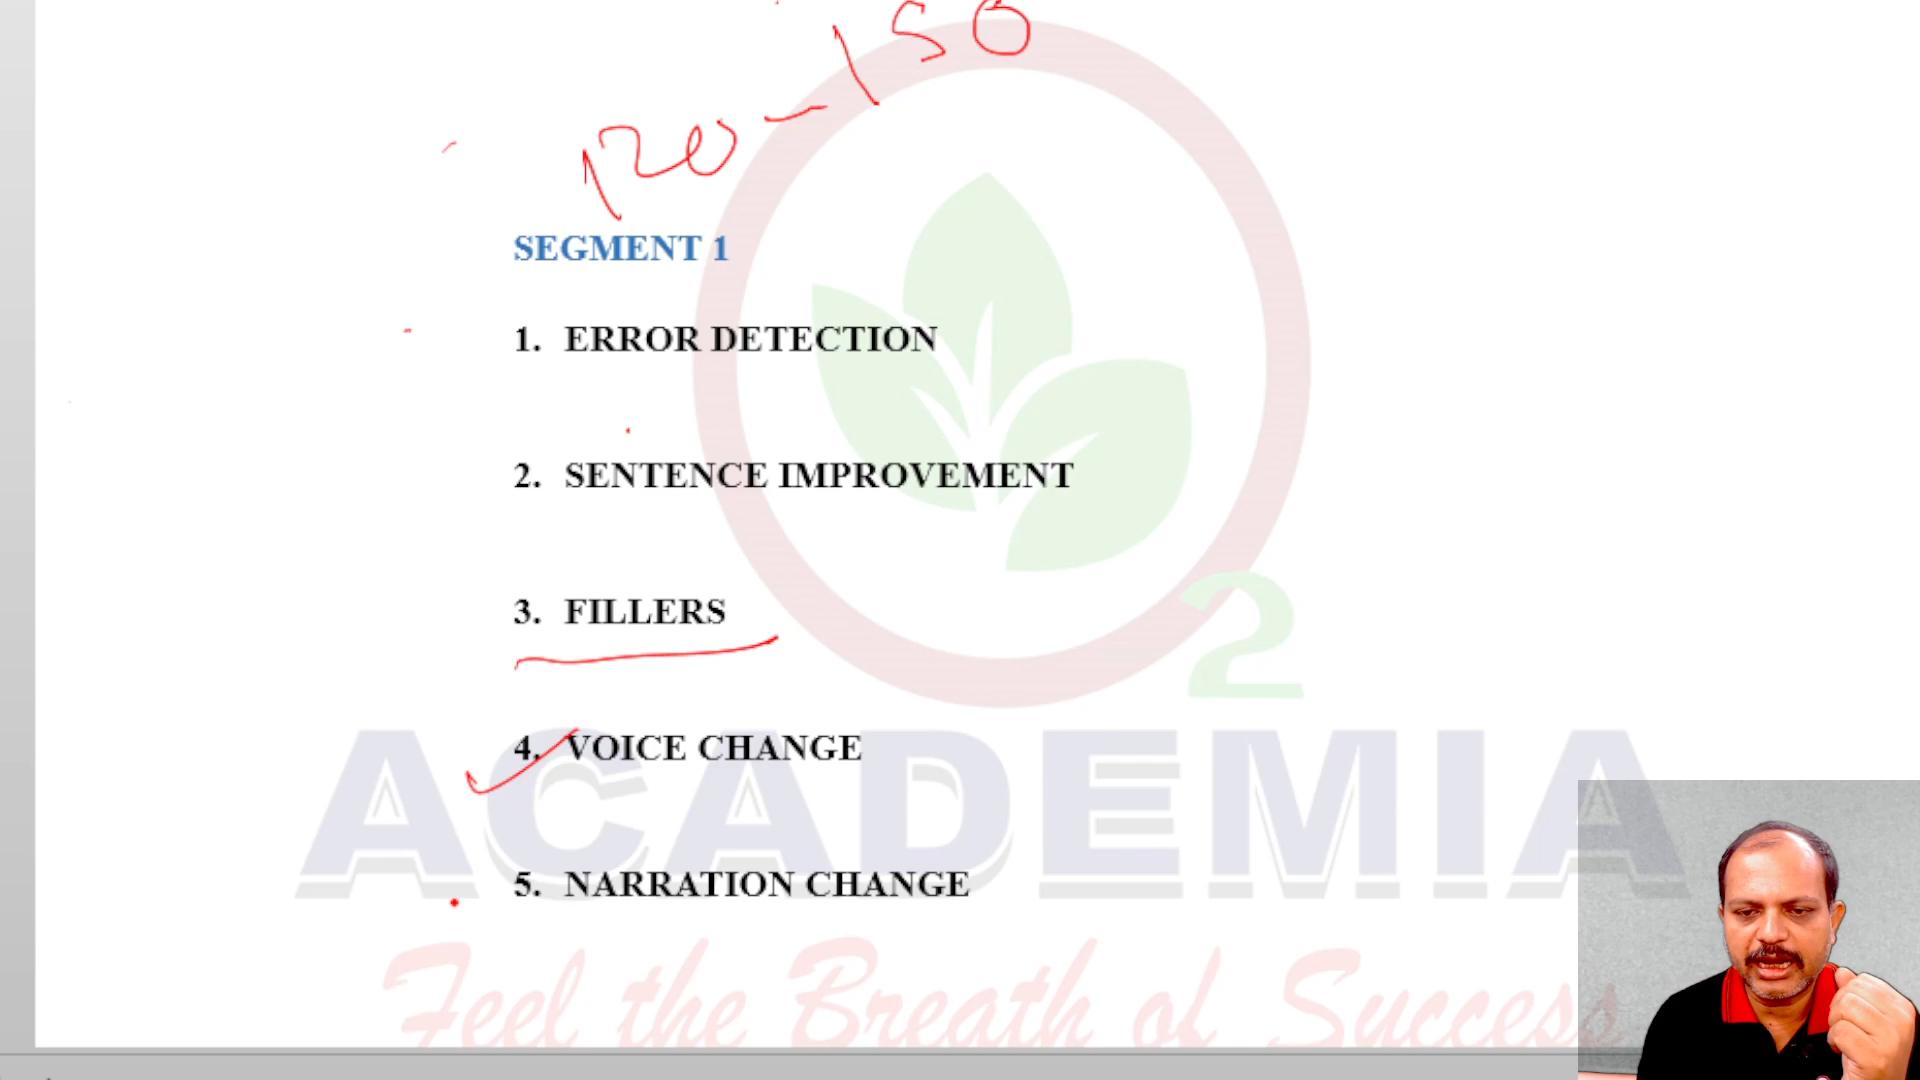 120-150
SEGMENT 1
1. ERROR DETECTION
2. SENTENCE IMPROVEMENT
3. FILLERS
2
4. VOICE CHANGE
ACADEMIA
5. NARRATION CHANGE
Feel the Breath of Success